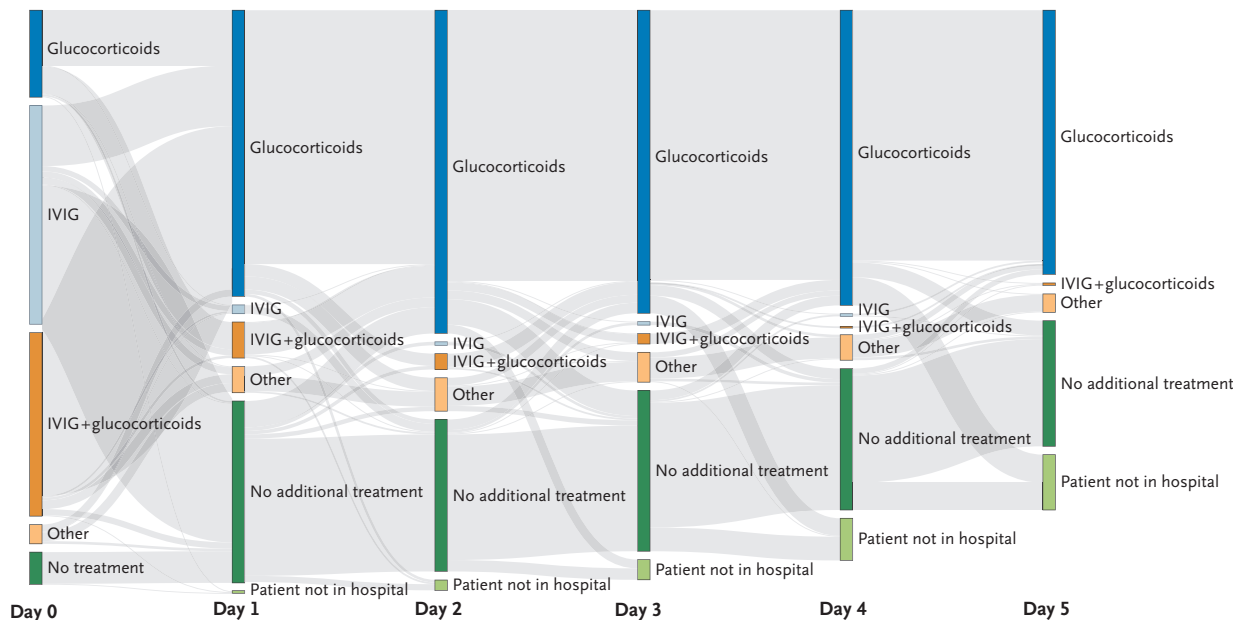 Glucocorticoids
IVIG
IVIG+glucocorticoids
Other
No treatment
Glucocorticoids
IVIG
IVIG+glucocorticoids
Other
No additional treatment
Patient not in hospital
Glucocorticoids
IVIG
IVIG+glucocorticoids
Other
No additional treatment
Patient not in hospital
Glucocorticoids
IVIG
IVIG+glucocorticoids
Other
No additional treatment
Patient not in hospital
Glucocorticoids
IVIG
IVIG+glucocorticoids
Other
No additional treatment
Patient not in hospital
Glucocorticoids
IVIG+glucocorticoids
Other
No additional treatment
Patient not in hospital
Day 0
Day 1
Day 2
Day 3
Day 4
Day 5